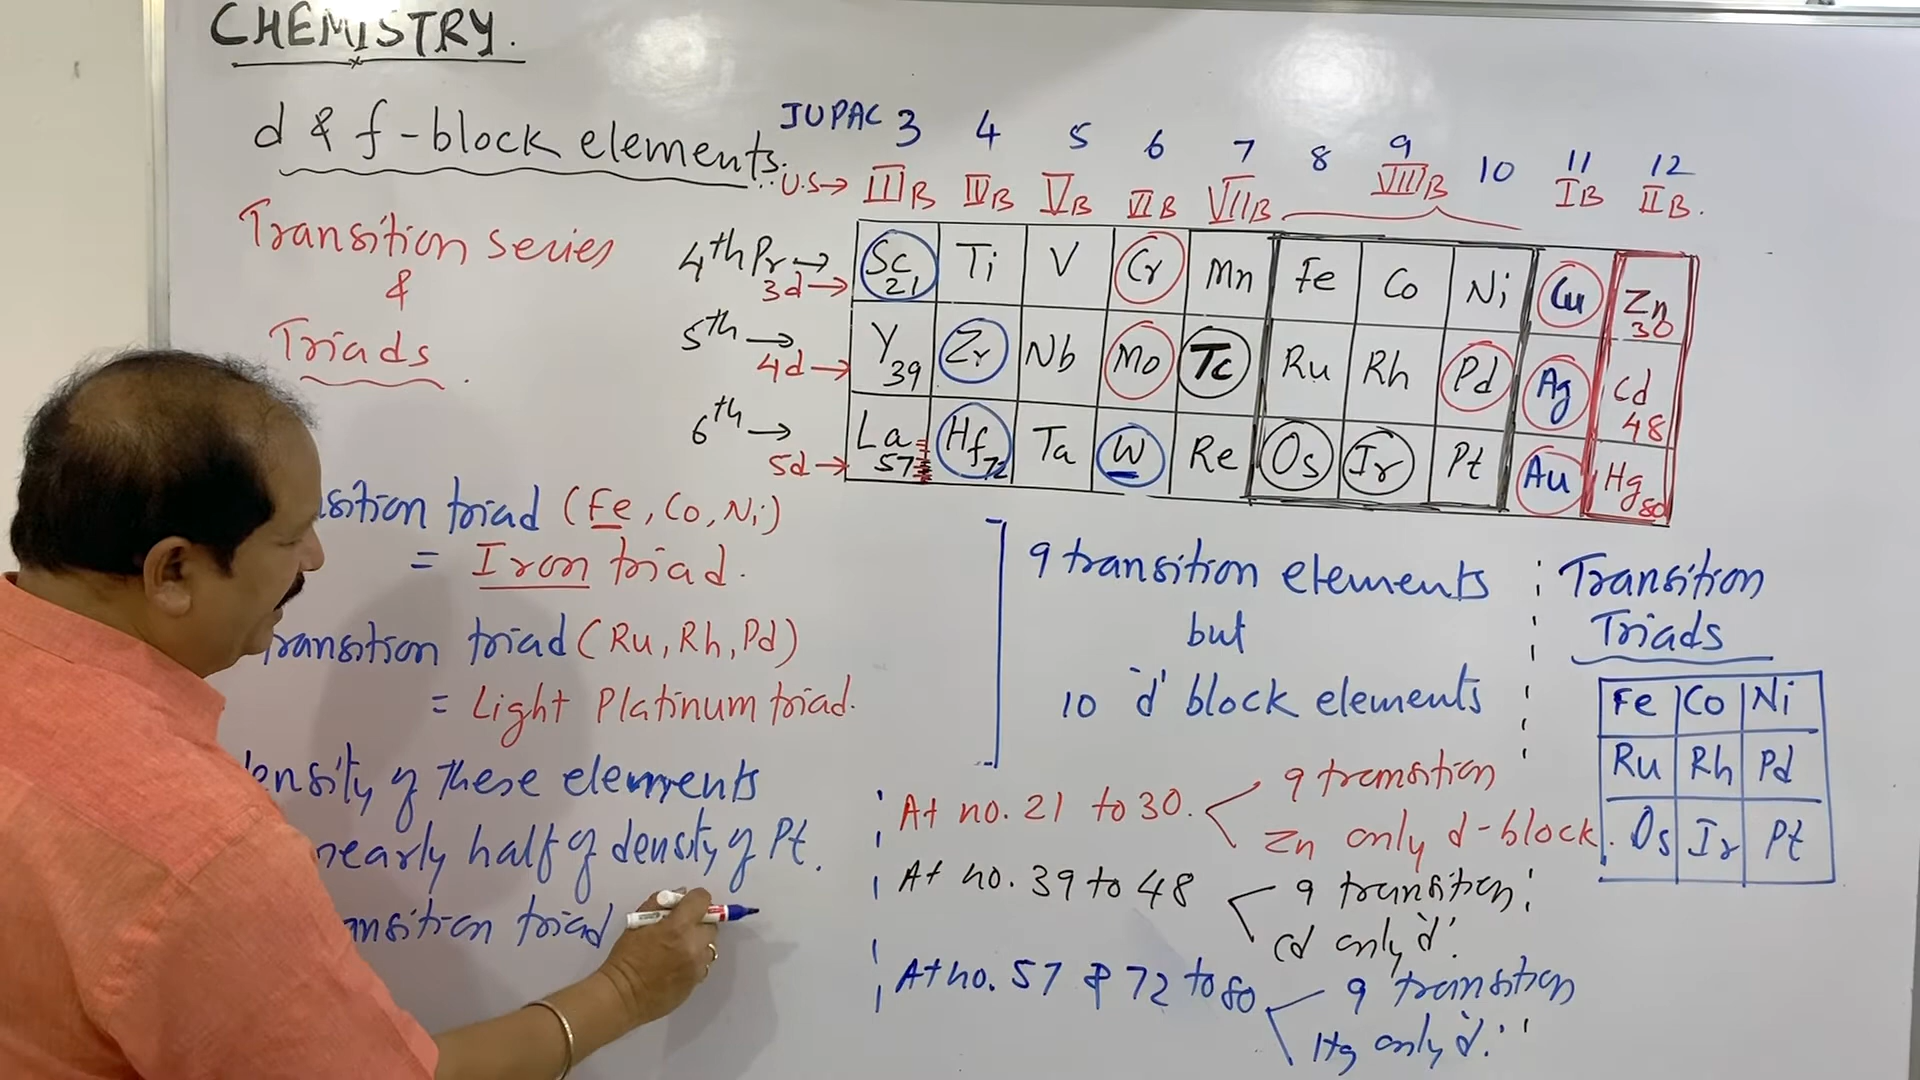 CHEMISTRY.
d & f-block elements.
Transition series
&
Triads.
IUPAC 3 4 5 6 7 8 9 10 11 12
U.S→ IIIB IVB VB VIB VIIB VIIIB IB IIB.
4th Pr→ 3d→ Sc 21 Ti V Cr Mn Fe Co Ni Cu Zn 30
5th → 4d→ Y 39 Zr Nb Mo Tc Ru Rh Pd Ag Cd 48
6th → 5d→ La 57 Hf 72 Ta W Re Os Ir Pt Au Hg 80
sition triad (Fe, Co, Ni)
= Iron triad.
ransition triad (Ru, Rh, Pd)
= Light Platinum triad.
ensity of these elements
nearly half of density of Pt.
ansition triad
9 transition elements
but
10 'd' block elements
At no. 21 to 30. 9 transition
Zn only d-block.
At no. 39 to 48 9 transition
Cd only 'd'.
At no. 57 & 72 to 80 9 transition
Hg only 'd'.
Transition
Triads
Fe Co Ni
Ru Rh Pd
Os Ir Pt